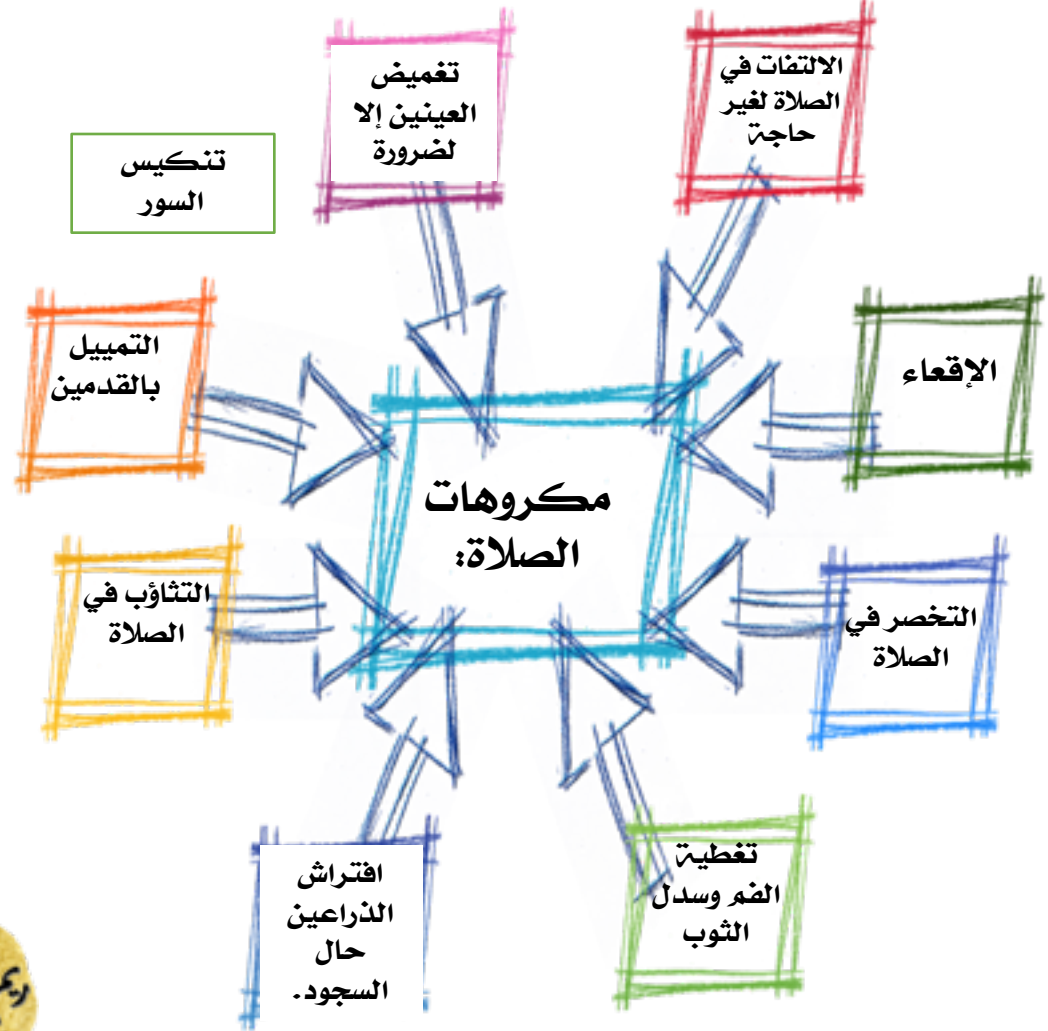 الالتفات في
الصلاة لغير
حاجة
تغميض
العينين إلا
لضرورة
تنكيس
السور
الإقعاء
التمييل
بالقدمين
مكروهات
الصلاة:
التخصر في
الصلاة
التثاؤب في
الصلاة
تغطية
الفم وسدل
الثوب
افتراش
الذراعين
حال
السجود.